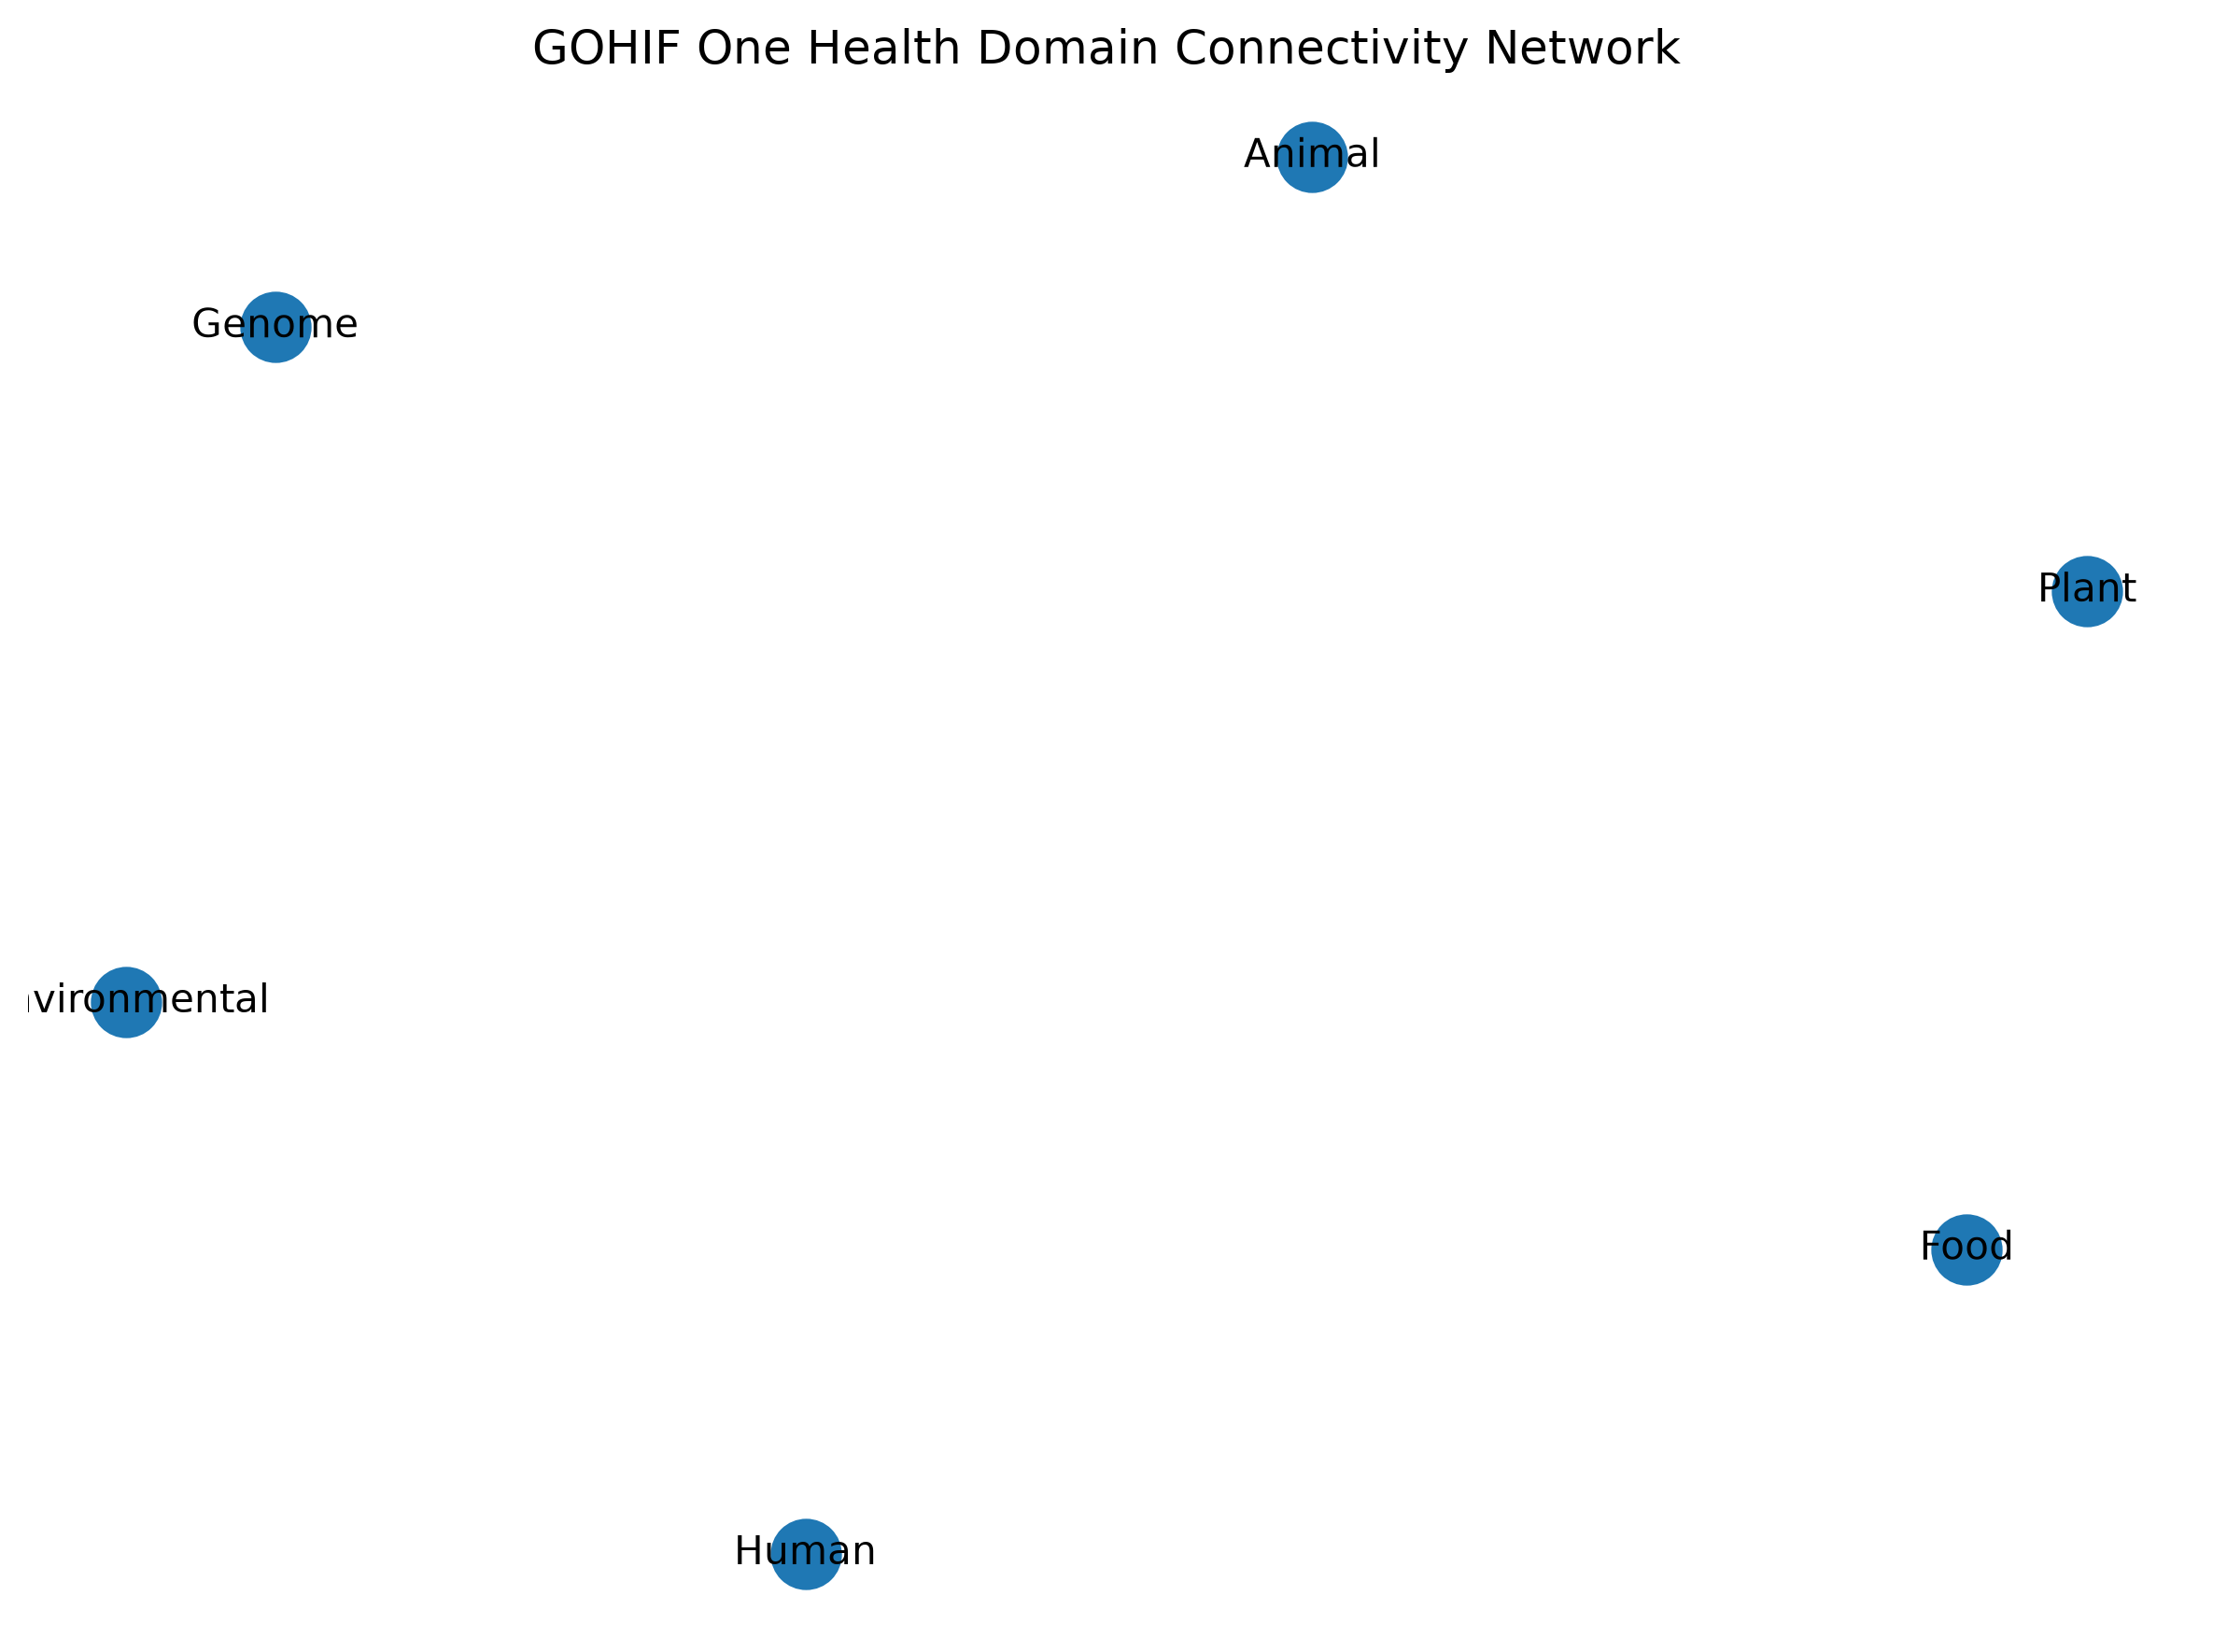 GOHIF One Health Domain Connectivity Network
Animal
Genome
Plant
vironmental
Food
Human